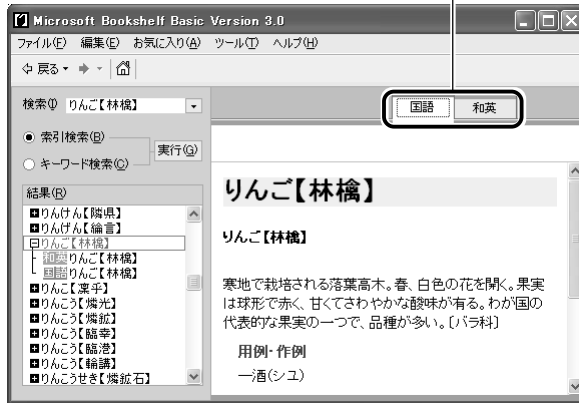 Microsoft Bookshelf Basic Version 3.0
ファイル(F) 編集(E) お気に入り(A) ツール(T) ヘルプ(H)
戻る
検索(I) りんご【林檎】
国語 和英
索引検索(B)
キーワード検索(C)
実行(G)
結果(R)
りんけん【隣県】
りんげん【綸言】
りんご【林檎】
和英りんご【林檎】
国語りんご【林檎】
りんこ【凜乎】
りんこう【燐光】
りんこう【燐鉱】
りんこう【臨幸】
りんこう【臨港】
りんこう【輪講】
りんこうせき【燐鉱石】
りんご【林檎】
りんご【林檎】
寒地で栽培される落葉高木。春、白色の花を開く。果実
は球形で赤く、甘くてさわやかな酸味が有る。わが国の
代表的な果実の一つで、品種が多い。〔バラ科〕
用例・作例
―酒(シユ)